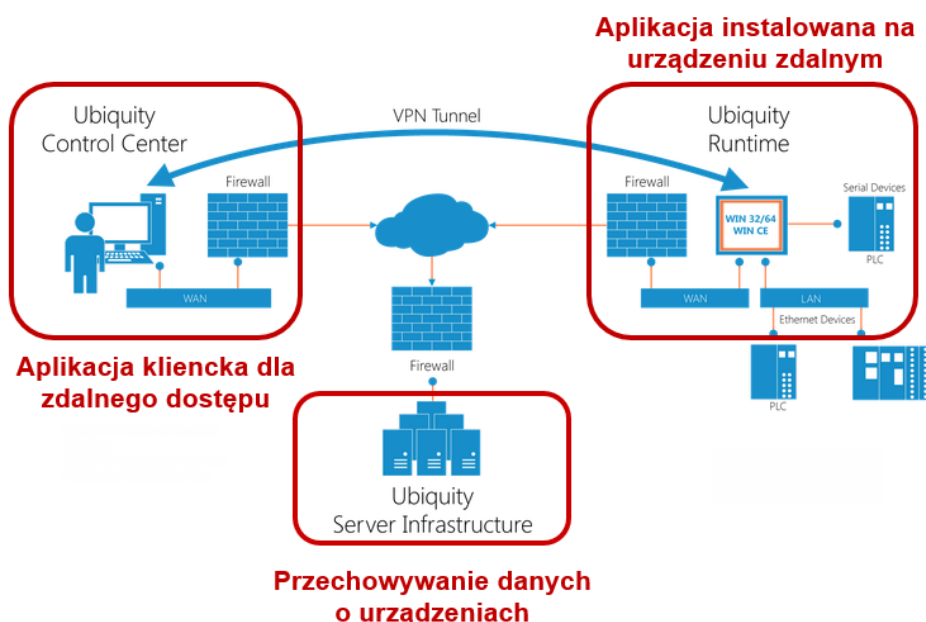 Aplikacja instalowana na
urządzeniu zdalnym
Ubiquity
Control Center
VPN Tunnel
Ubiquity
Runtime
Firewall
Firewall
Serial Devices
WIN 32/64
WIN CE
PLC
WAN
WAN
LAN
Ethernet Devices
Aplikacja kliencka dla
zdalnego dostępu
Firewall
PLC
Ubiquity
Server Infrastructure
Przechowywanie danych
o urzadzeniach